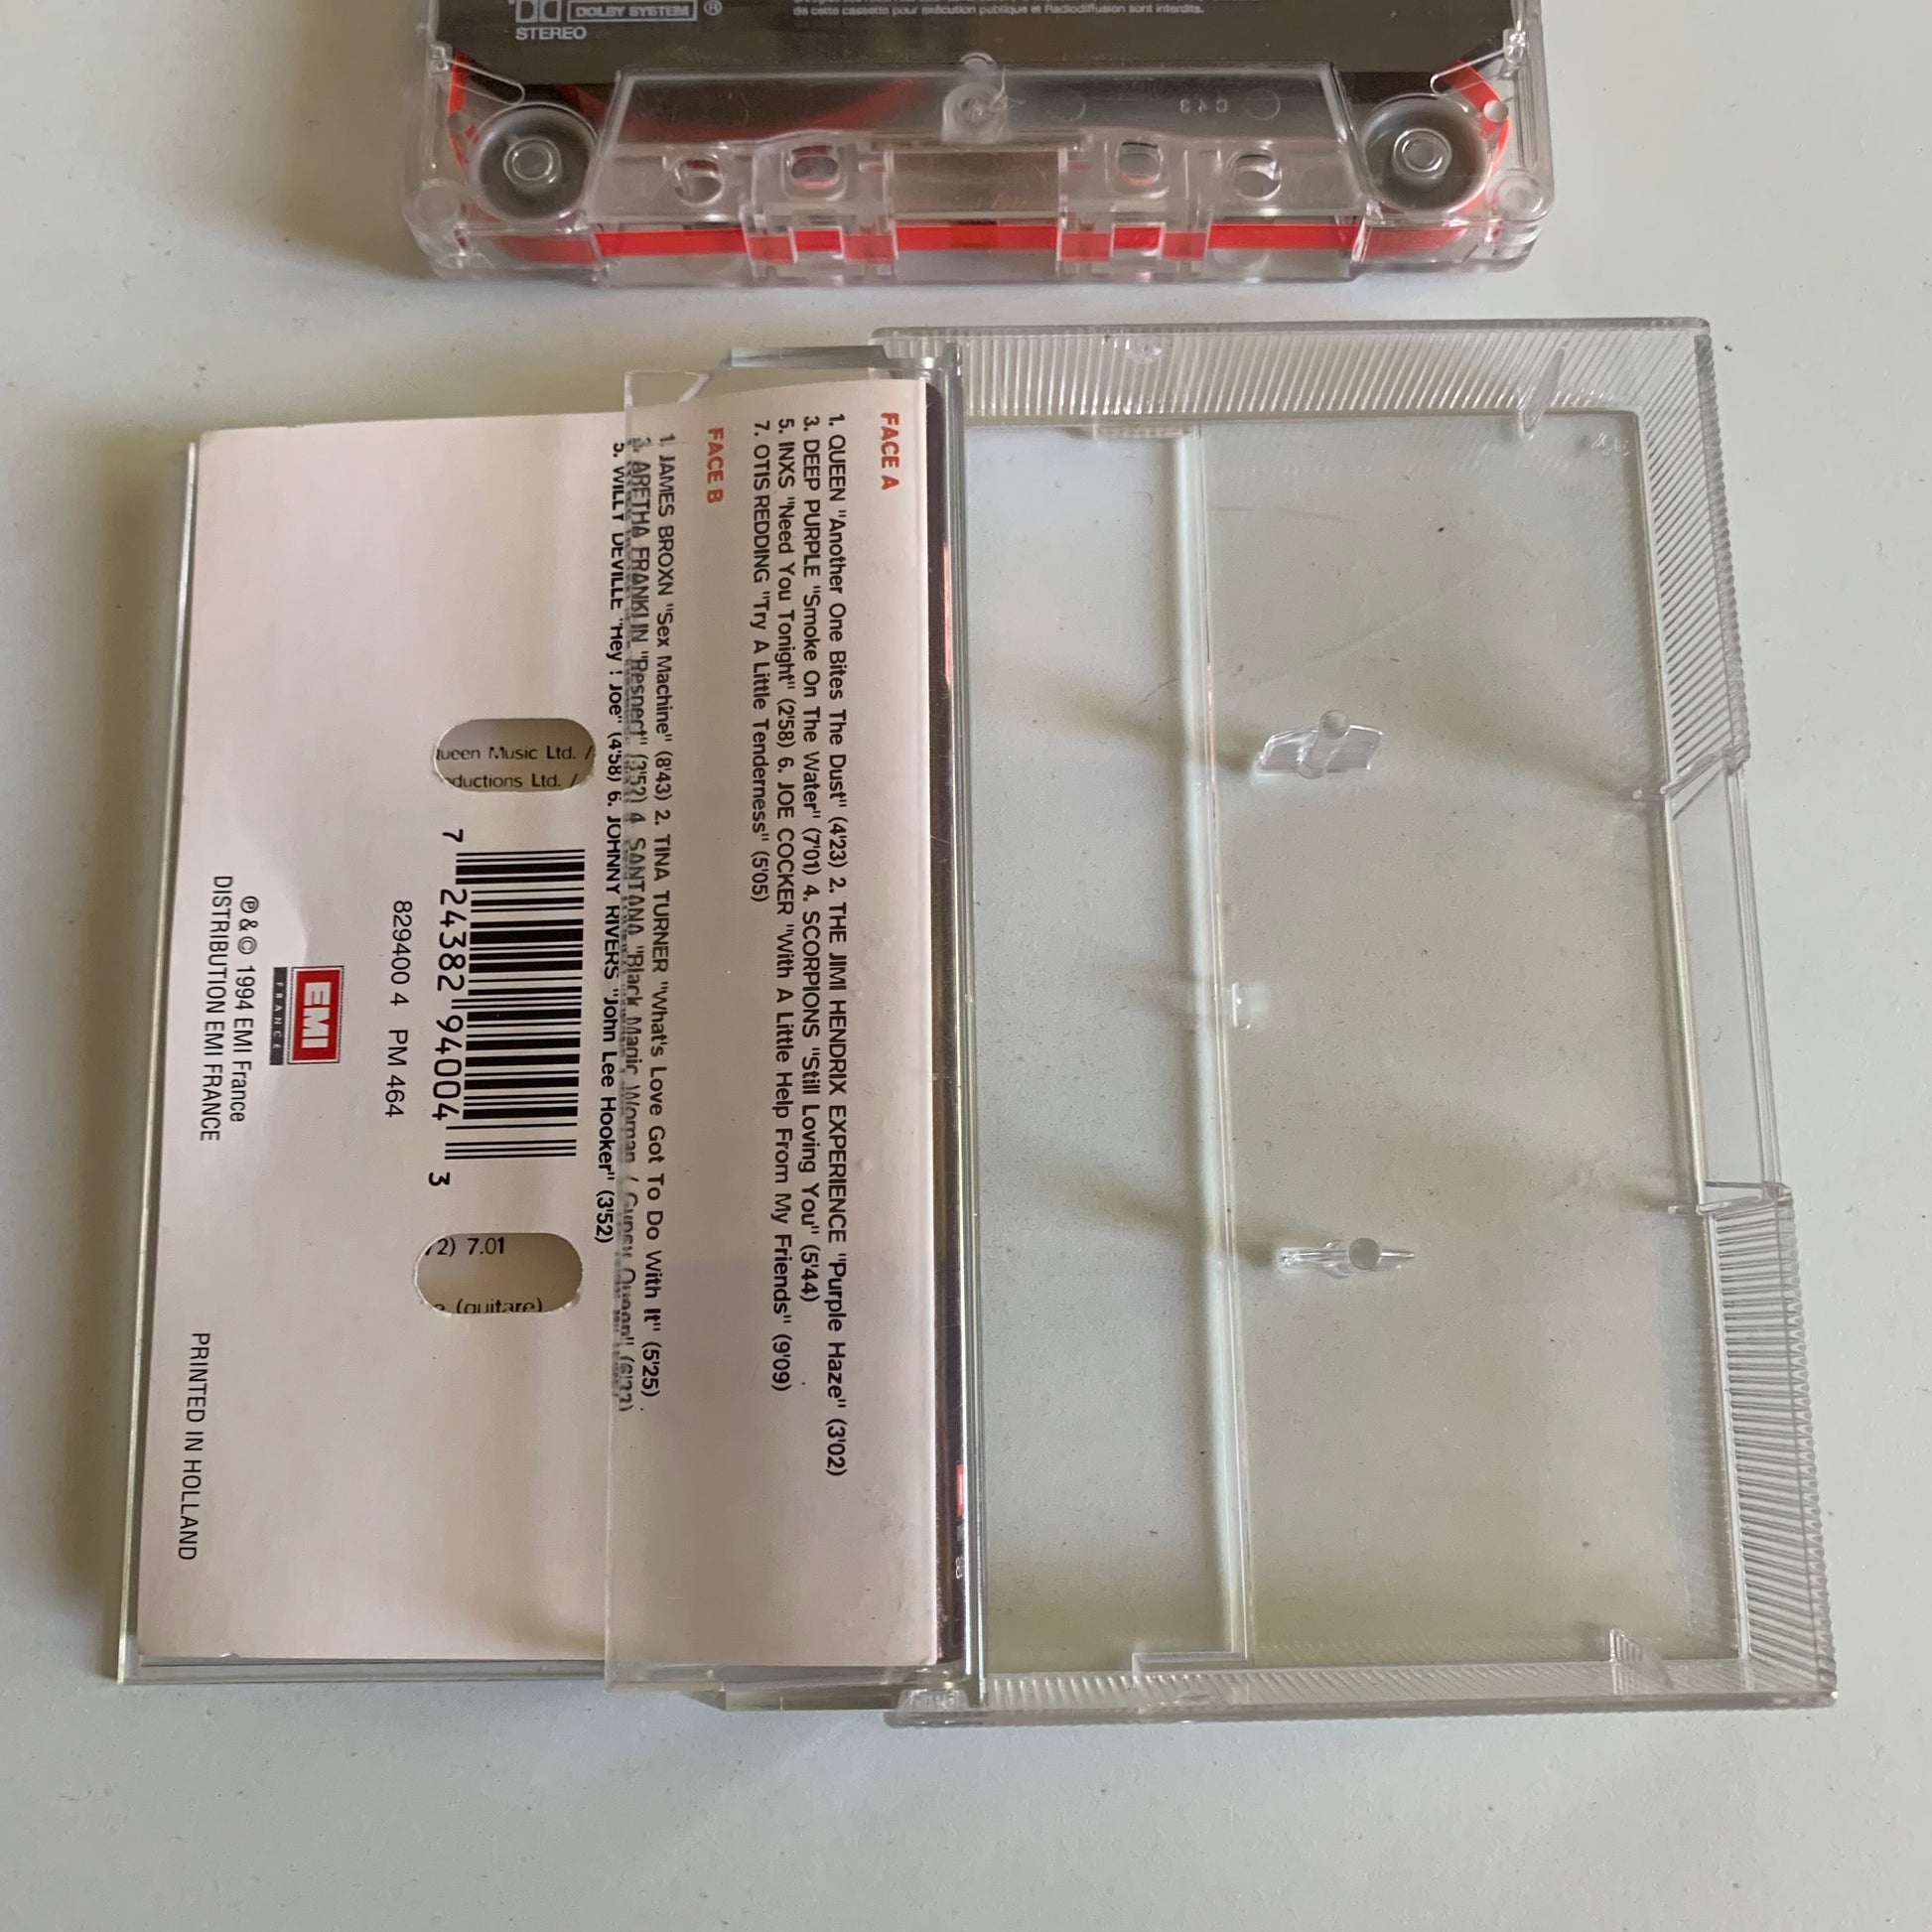 DOLBY SYSTEM ®
STEREO
de cette cassette pour exécution publique et Radiodiffusion sont interdits.
FACE A
1. QUEEN "Another One Bites The Dust" (4'23) 2. THE JIMI HENDRIX EXPERIENCE "Purple Haze" (3'02)
3. DEEP PURPLE "Smoke On The Water" (7'01) 4. SCORPIONS "Still Loving You" (5'44)
5. INXS "Need You Tonight" (2'58) 6. JOE COCKER "With A Little Help From My Friends" (9'09)
7. OTIS REDDING "Try A Little Tenderness" (5'05)
FACE B
1. JAMES BROXN "Sex Machine" (8'43) 2. TINA TURNER "What's Love Got To Do With It" (5'25)
3. ARETHA FRANKLIN "Respect" 4. SANTANA "Black Magic Woman / Gypsy Queen"
5. WILLY DEVILLE "Hey ! Joe" (4'58) 6. JOHNNY RIVERS "John Lee Hooker" (3'52)
ueen Music Ltd. /
ductions Ltd. /
7 24382 94004 3
2) 7.01
(guitare)
829400 4 PM 464
EMI
FRANCE
℗ & © 1994 EMI France
DISTRIBUTION EMI FRANCE
PRINTED IN HOLLAND